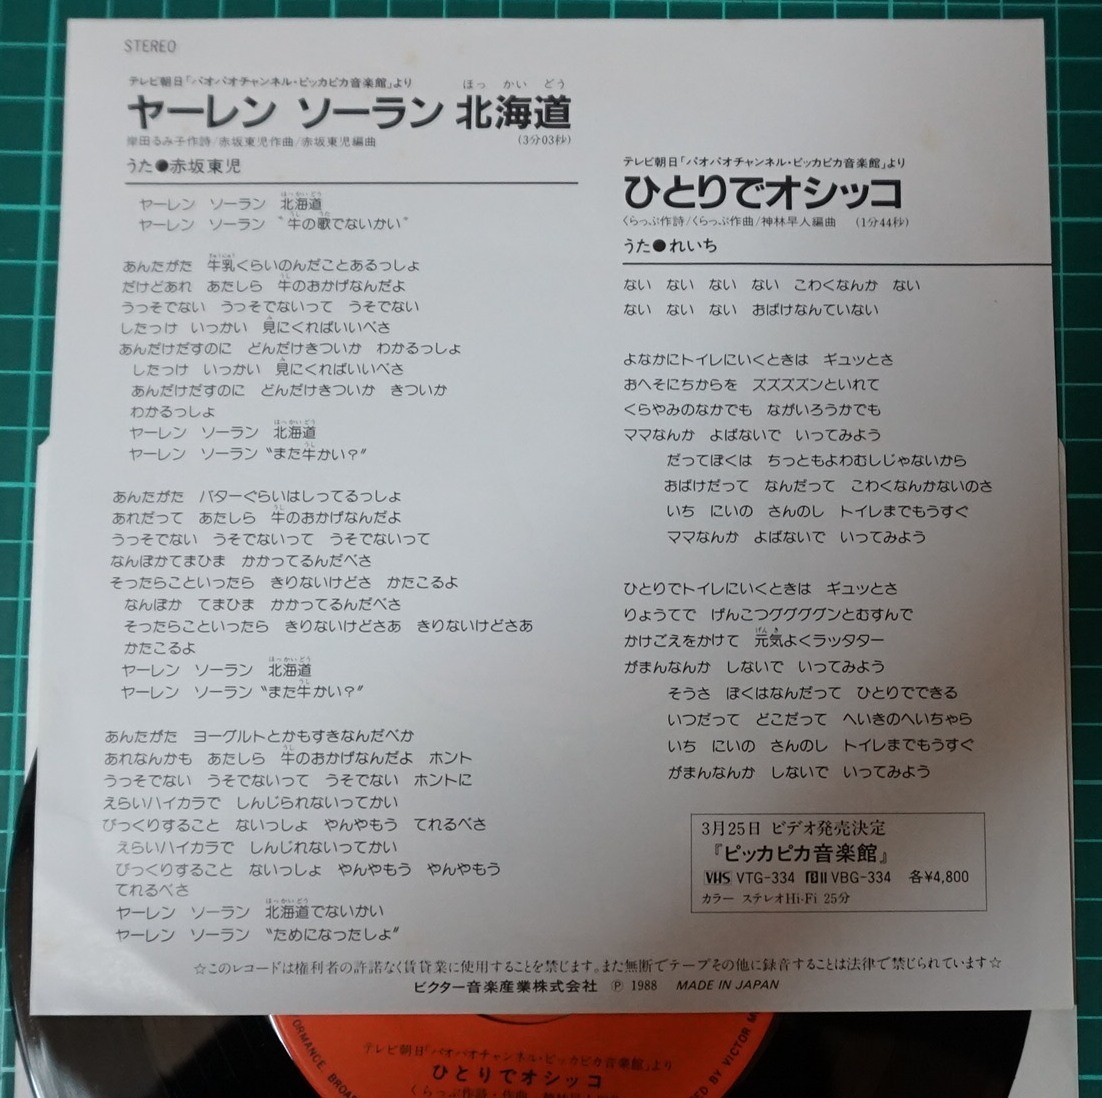 STEREO
テレビ朝日「パオパオチャンネル・ピッカピカ音楽館」より
ヤーレン ソーラン 北海道
ほっ かい どう
岸田るみ子作詩/赤坂東児作曲/赤坂東児編曲 (3分03秒)
うた●赤坂東児
ヤーレン ソーラン 北海道
ヤーレン ソーラン “牛の歌でないかい”
あんたがた 牛乳ぐらいのんだことあるっしょ
だけどあれ あたしら 牛のおかげなんだよ
うっそでない うっそでないって うそでない
したっけ いっかい 見にくればいいべさ
あんだけだすのに どんだけきついか わかるっしょ
したっけ いっかい 見にくればいいべさ
あんだけだすのに どんだけきついか きついか
わかるっしょ
ヤーレン ソーラン 北海道
ヤーレン ソーラン “また牛かい?”
あんたがた バターぐらいはしってるっしょ
あれだって あたしら 牛のおかげなんだよ
うっそでない うそでないって うそでないって
なんぼかてまひま かかってるんだべさ
そったらこといったら きりないけどさ かたこるよ
なんぼか てまひま かかってるんだべさ
そったらこといったら きりないけどさあ きりないけどさあ
かたこるよ
ヤーレン ソーラン 北海道
ヤーレン ソーラン “また牛かい?”
あんたがた ヨーグルトとかもすきなんだべか
あれなんかも あたしら 牛のおかげなんだよ ホント
うっそでない うそでないって うそでない ホントに
えらいハイカラで しんじられないってかい
びっくりすること ないっしょ やんやもう てれるべさ
えらいハイカラで しんじれないってかい
びっくりすること ないっしょ やんやもう やんやもう
てれるべさ
ヤーレン ソーラン 北海道でないかい
ヤーレン ソーラン “ためになったしょ”
テレビ朝日「パオパオチャンネル・ピッカピカ音楽館」より
ひとりでオシッコ
くらっぷ作詩/くらっぷ作曲/神林早人編曲 (1分44秒)
うた●れいち
ない ない ない ない こわくなんか ない
ない ない ない おばけなんていない
よなかにトイレにいくときは ギュッとさ
おへそにちからを ズズズズンといれて
くらやみのなかでも ながいろうかでも
ママなんか よばないで いってみよう
だってぼくは ちっともよわむしじゃないから
おばけだって なんだって こわくなんかないのさ
いち にいの さんのし トイレまでもうすぐ
ママなんか よばないで いってみよう
ひとりでトイレにいくときは ギュッとさ
りょうてで げんこつググググンとむすんで
かけごえをかけて 元気よくラッタター
がまんなんか しないで いってみよう
そうさ ぼくはなんだって ひとりでできる
いつだって どこだって へいきのへいちゃら
いち にいの さんのし トイレまでもうすぐ
がまんなんか しないで いってみよう
3月25日 ビデオ発売決定
『ピッカピカ音楽館』
VHS VTG-334 βII VBG-334 各¥4,800
カラー ステレオHi-Fi 25分
☆このレコードは権利者の許諾なく賃貸業に使用することを禁じます。また無断でテープその他に録音することは法律で禁じられています☆
ビクター音楽産業株式会社 Ⓟ 1988 MADE IN JAPAN
テレビ朝日「パオパオチャンネル・ピッカピカ音楽館」より
ひとりでオシッコ